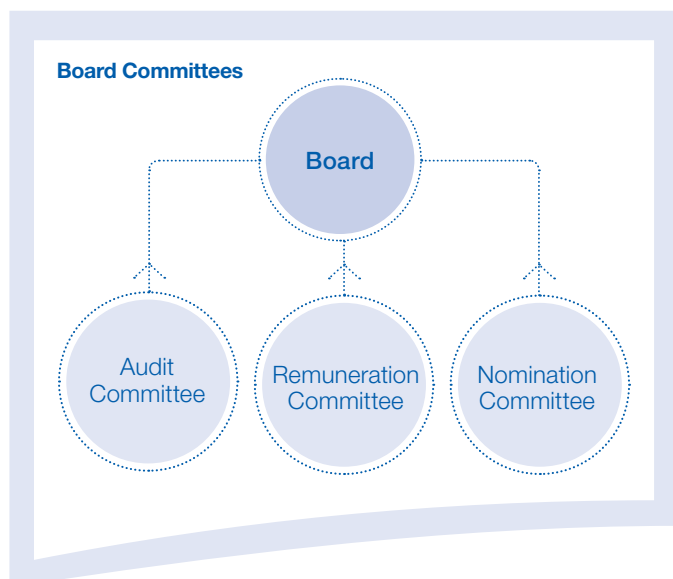 Board Committees
Board
Audit
Committee
Remuneration
Committee
Nomination
Committee